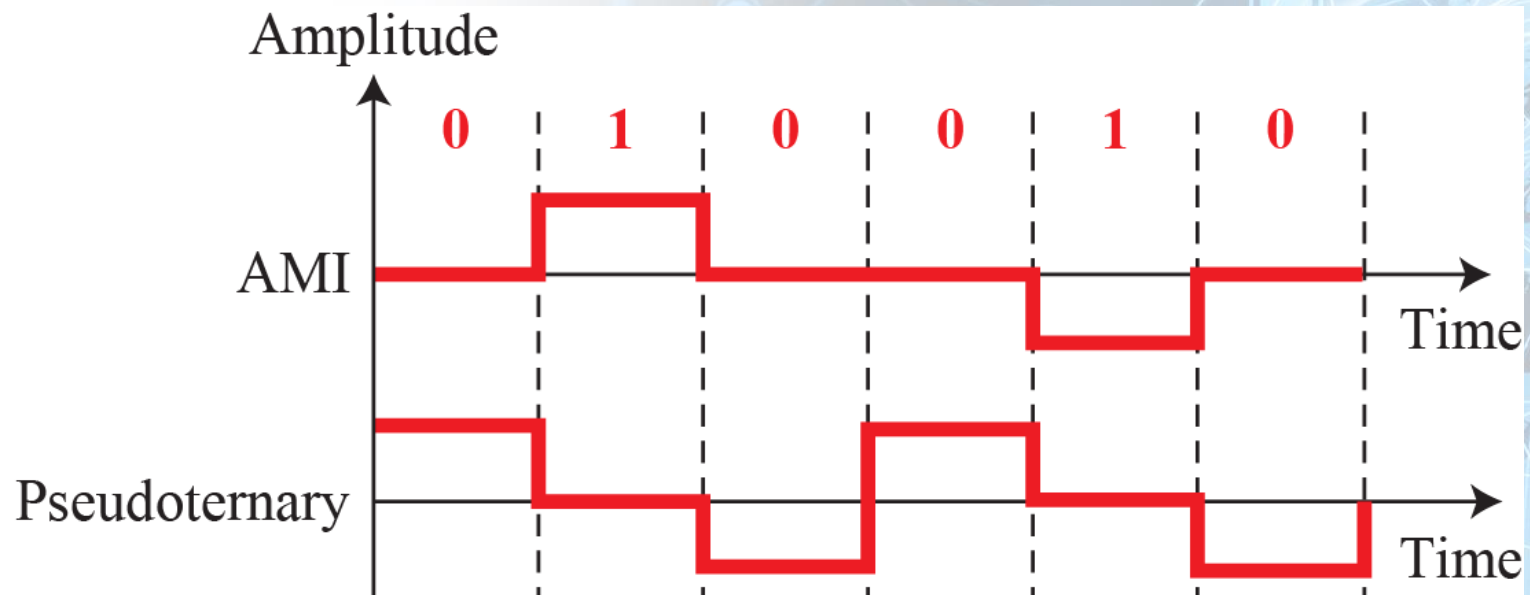 Amplitude
0 1 0 0 1 0
AMI
Time
Pseudoternary
Time